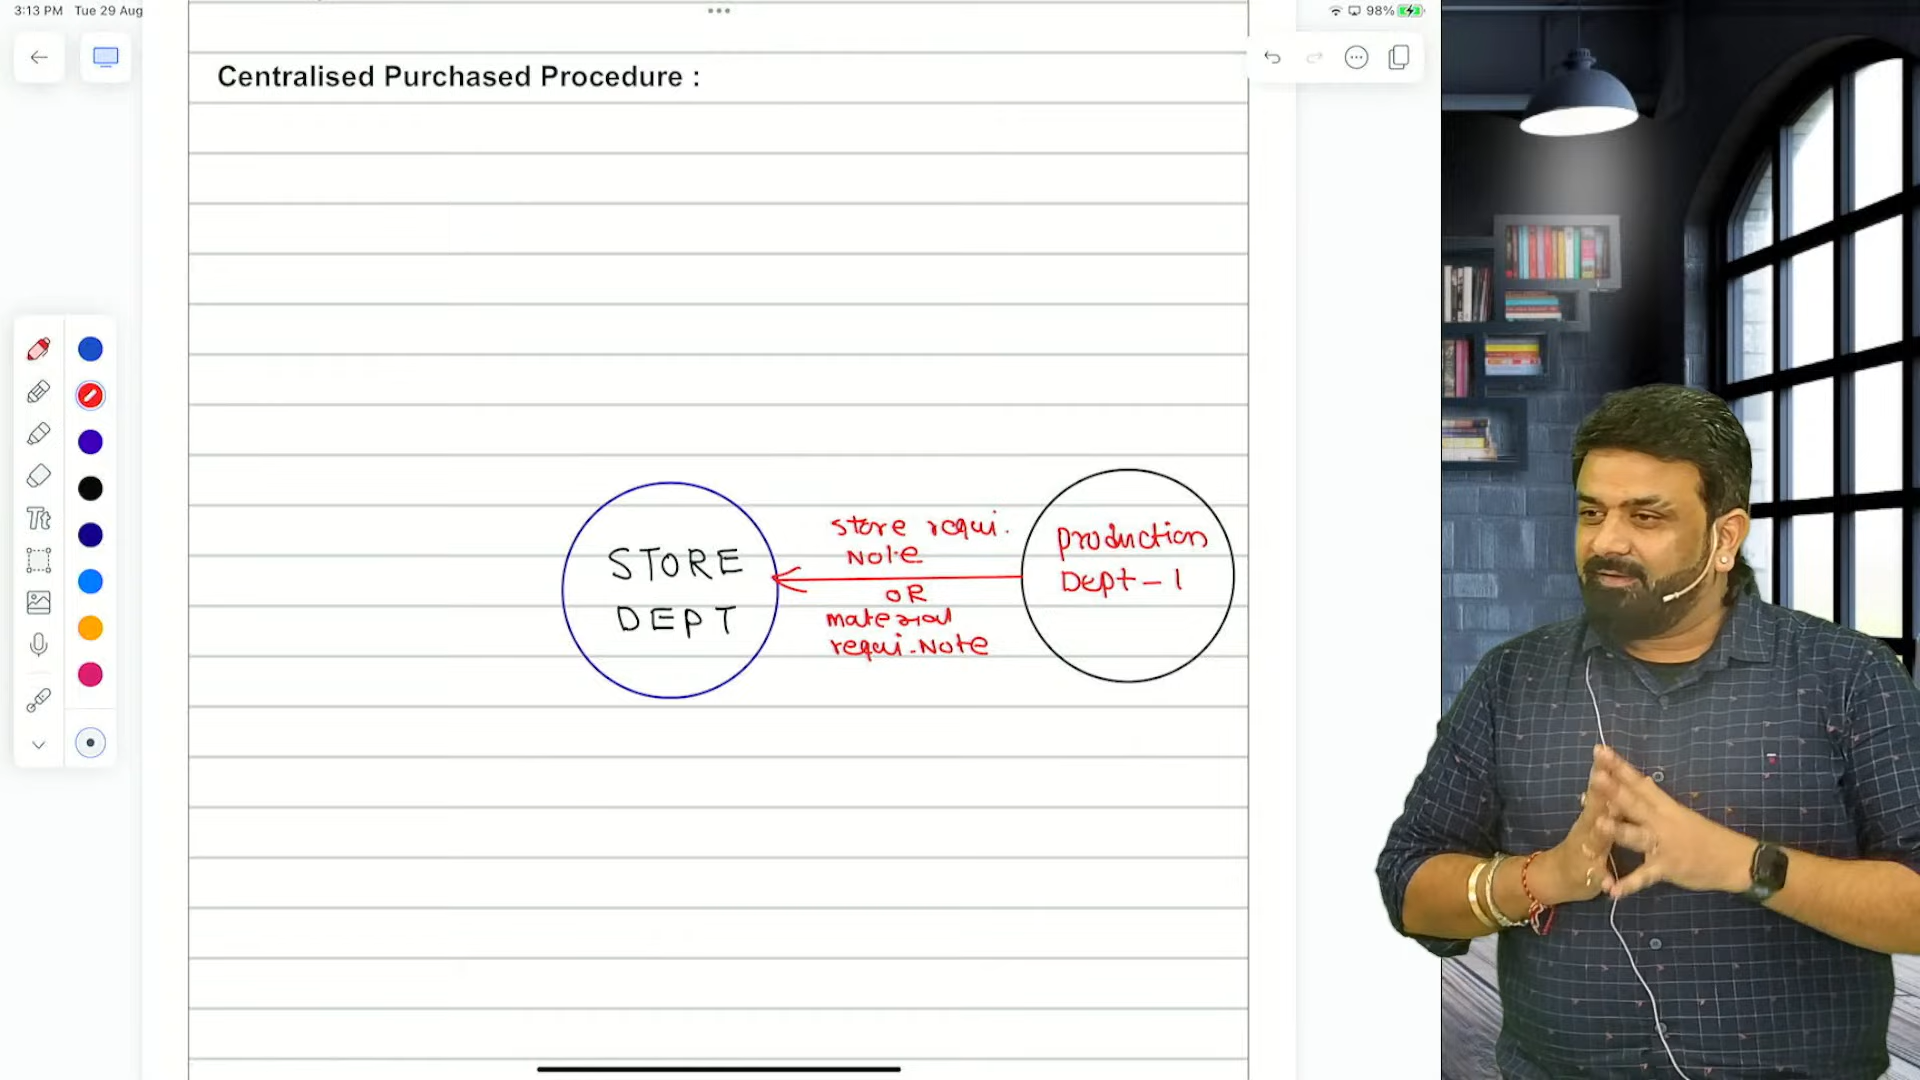 3:13 PM Tue 29 Aug
98%
Centralised Purchased Procedure :
Tt
STORE
DEPT
Store requi.
Note
OR
material
requi. Note
production
Dept - 1